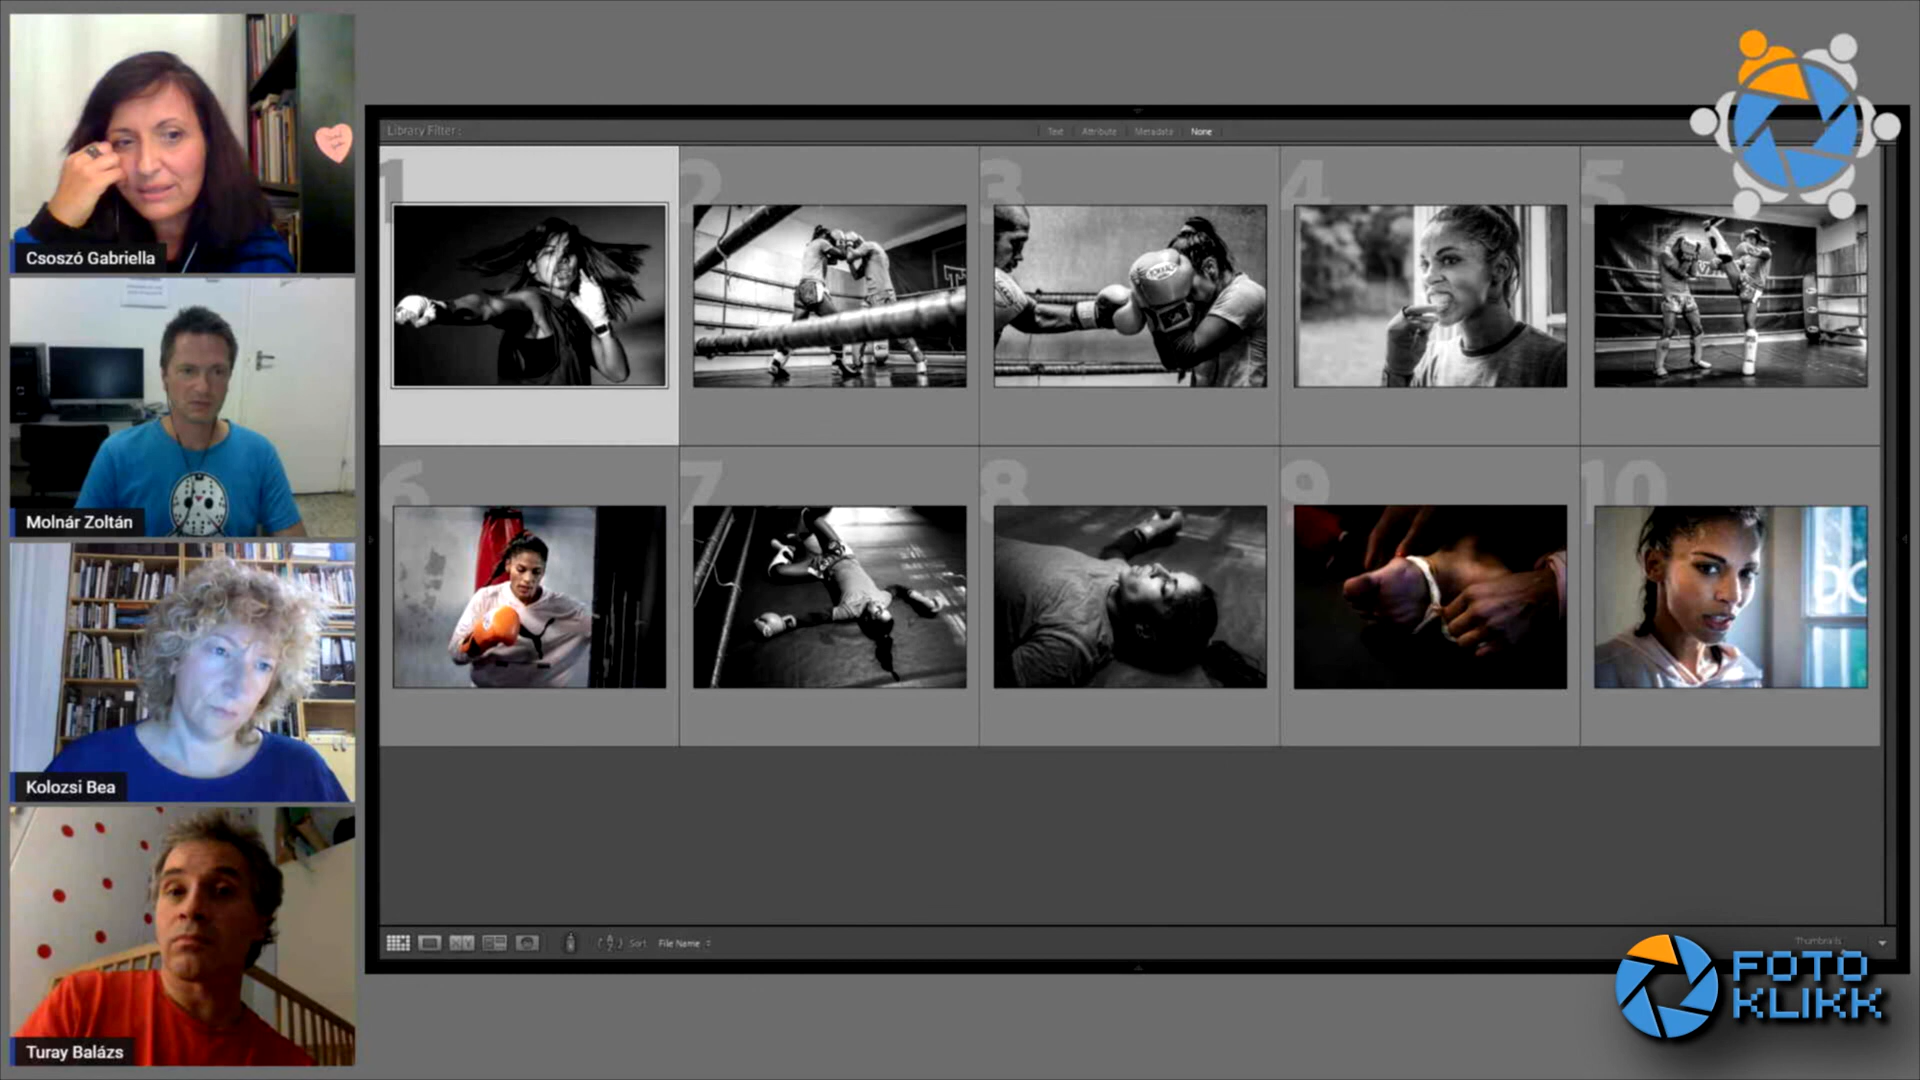 Csoszó Gabriella
Molnár Zoltán
Kolozsi Bea
Turay Balázs
Library Filter :
Text Attribute Metadata None
1 2 3 4 5
6 7 8 9 10
Sort: File Name
Thumbnails
FOTO
KLIKK